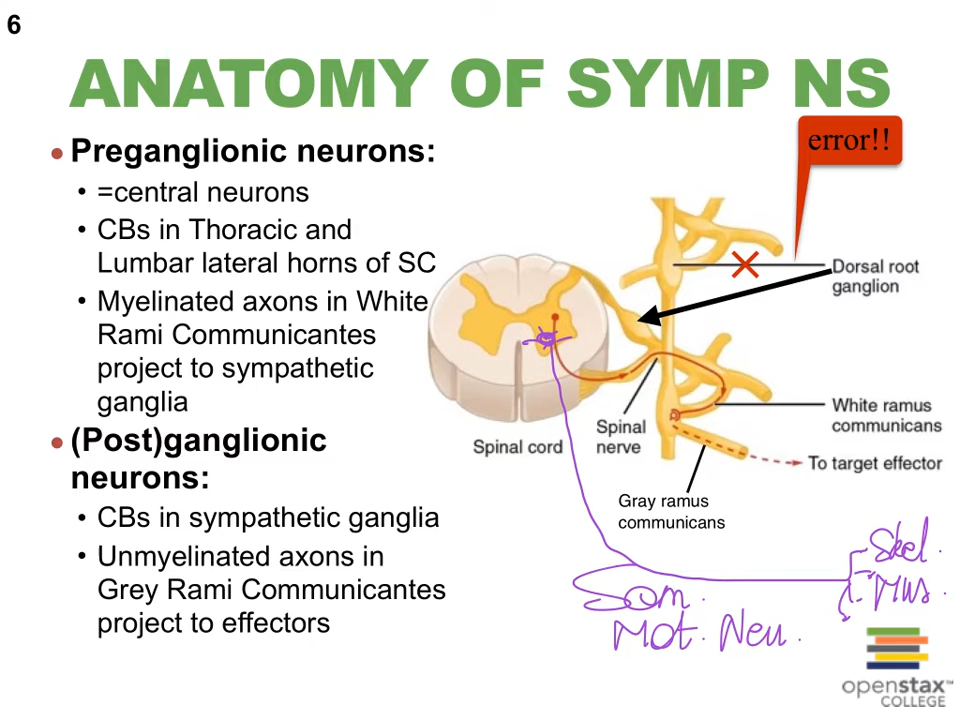 6
ANATOMY OF SYMP NS
error!!
• Preganglionic neurons:
• =central neurons
• CBs in Thoracic and
Lumbar lateral horns of SC
• Myelinated axons in White
Rami Communicantes
project to sympathetic
ganglia
• (Post)ganglionic
neurons:
• CBs in sympathetic ganglia
• Unmyelinated axons in
Grey Rami Communicantes
project to effectors
Dorsal root
ganglion
White ramus
communicans
Spinal cord
Spinal
nerve
To target effector
Gray ramus
communicans
Skel.
Mus.
Som.
Mot. Neu.
openstax™
COLLEGE